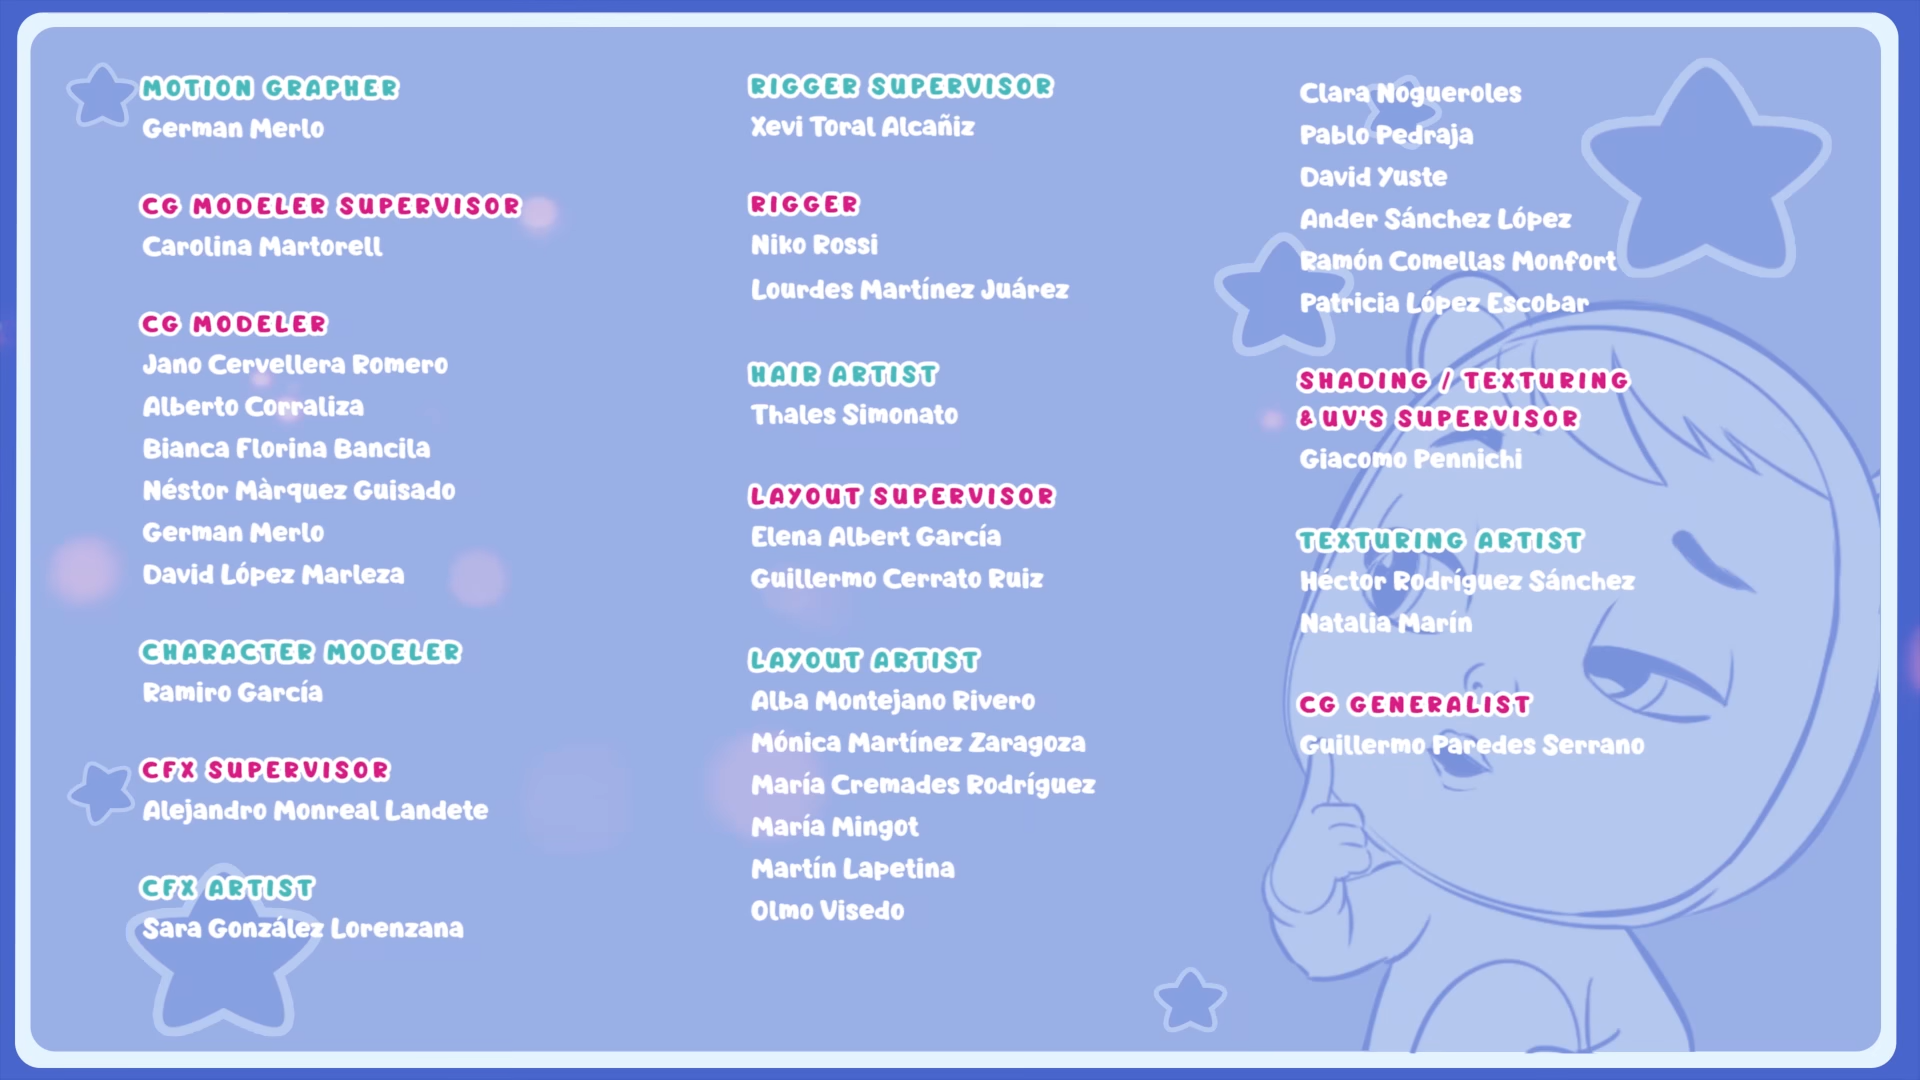 MOTION GRAPHER
German Merlo
CG MODELER SUPERVISOR
Carolina Martorell
CG MODELER
Jano Cervellera Romero
Alberto Corraliza
Bianca Florina Bancila
Néstor Màrquez Guisado
German Merlo
David López Marleza
CHARACTER MODELER
Ramiro García
CFX SUPERVISOR
Alejandro Monreal Landete
CFX ARTIST
Sara González Lorenzana
RIGGER SUPERVISOR
Xevi Toral Alcañiz
RIGGER
Niko Rossi
Lourdes Martínez Juárez
HAIR ARTIST
Thales Simonato
LAYOUT SUPERVISOR
Elena Albert García
Guillermo Cerrato Ruiz
LAYOUT ARTIST
Alba Montejano Rivero
Mónica Martínez Zaragoza
María Cremades Rodríguez
María Mingot
Martín Lapetina
Olmo Visedo
Clara Nogueroles
Pablo Pedraja
David Yuste
Ander Sánchez López
Ramón Comellas Monfort
Patricia López Escobar
SHADING / TEXTURING
& UV'S SUPERVISOR
Giacomo Pennichi
TEXTURING ARTIST
Héctor Rodríguez Sánchez
Natalia Marín
CG GENERALIST
Guillermo Paredes Serrano